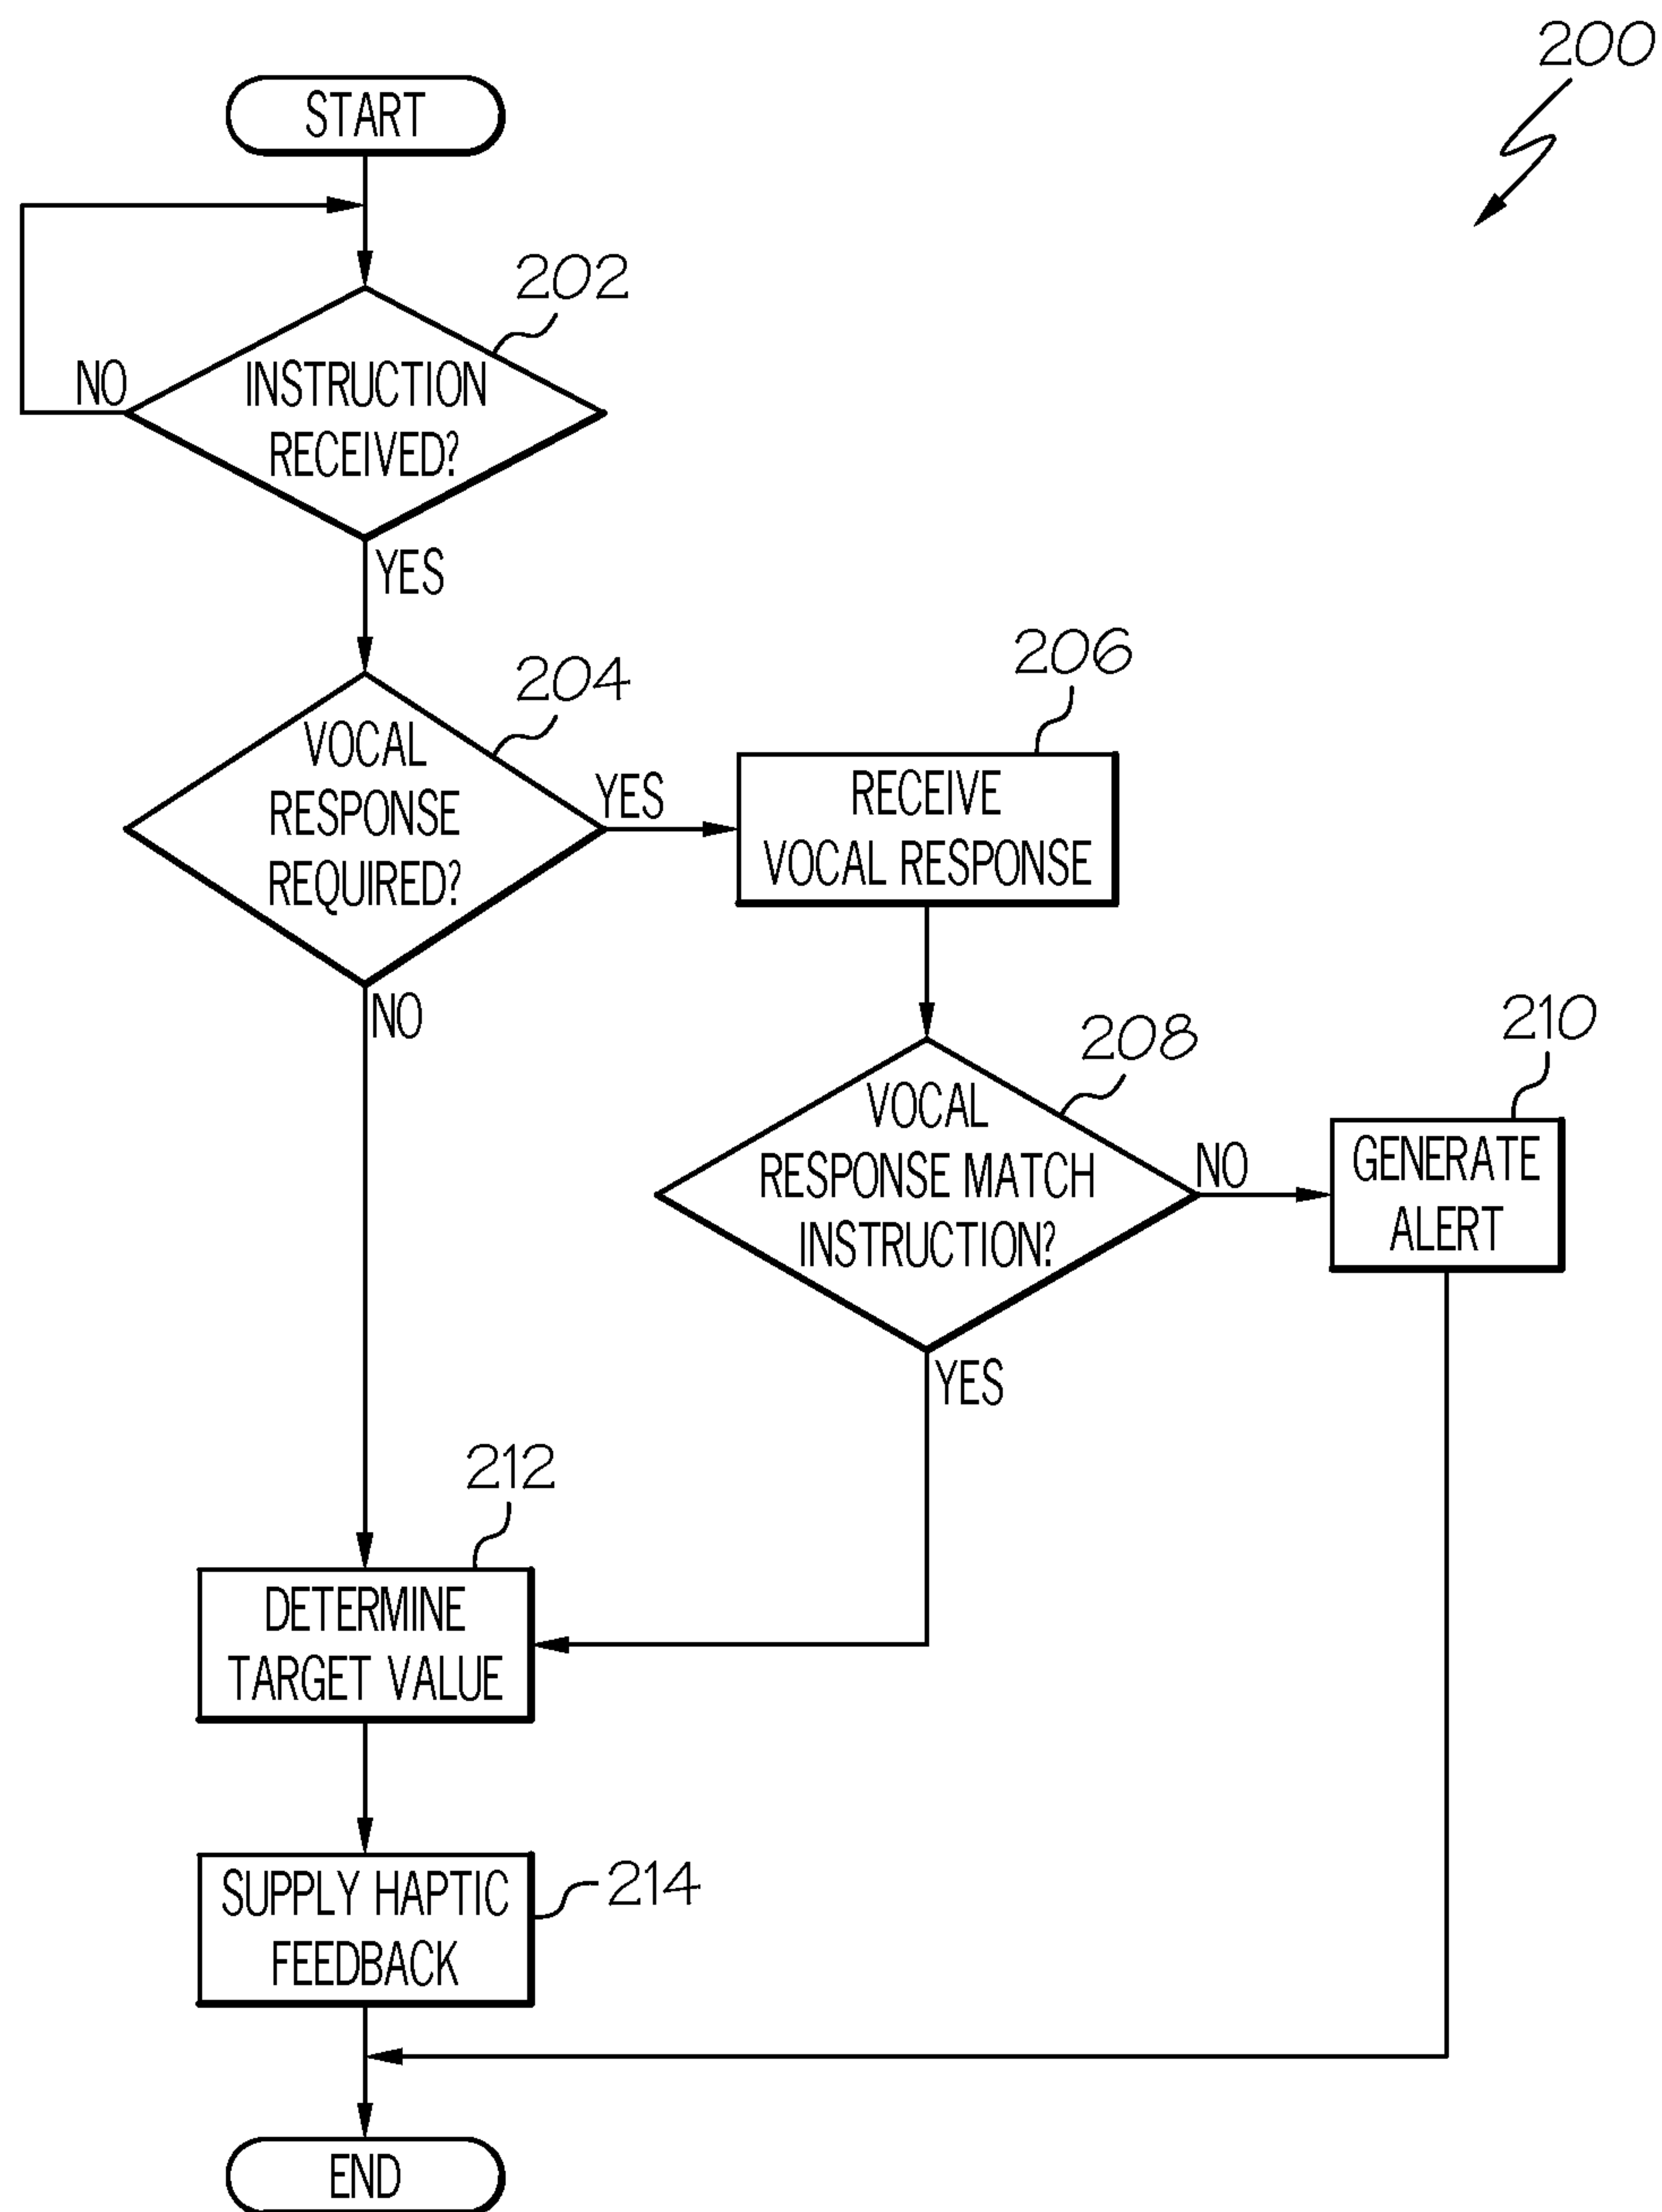 200
START
202
NO
INSTRUCTION
RECEIVED?
YES
204
VOCAL
RESPONSE
REQUIRED?
YES
NO
206
RECEIVE
VOCAL RESPONSE
208
VOCAL
RESPONSE MATCH
INSTRUCTION?
NO
YES
210
GENERATE
ALERT
212
DETERMINE
TARGET VALUE
SUPPLY HAPTIC
FEEDBACK
214
END